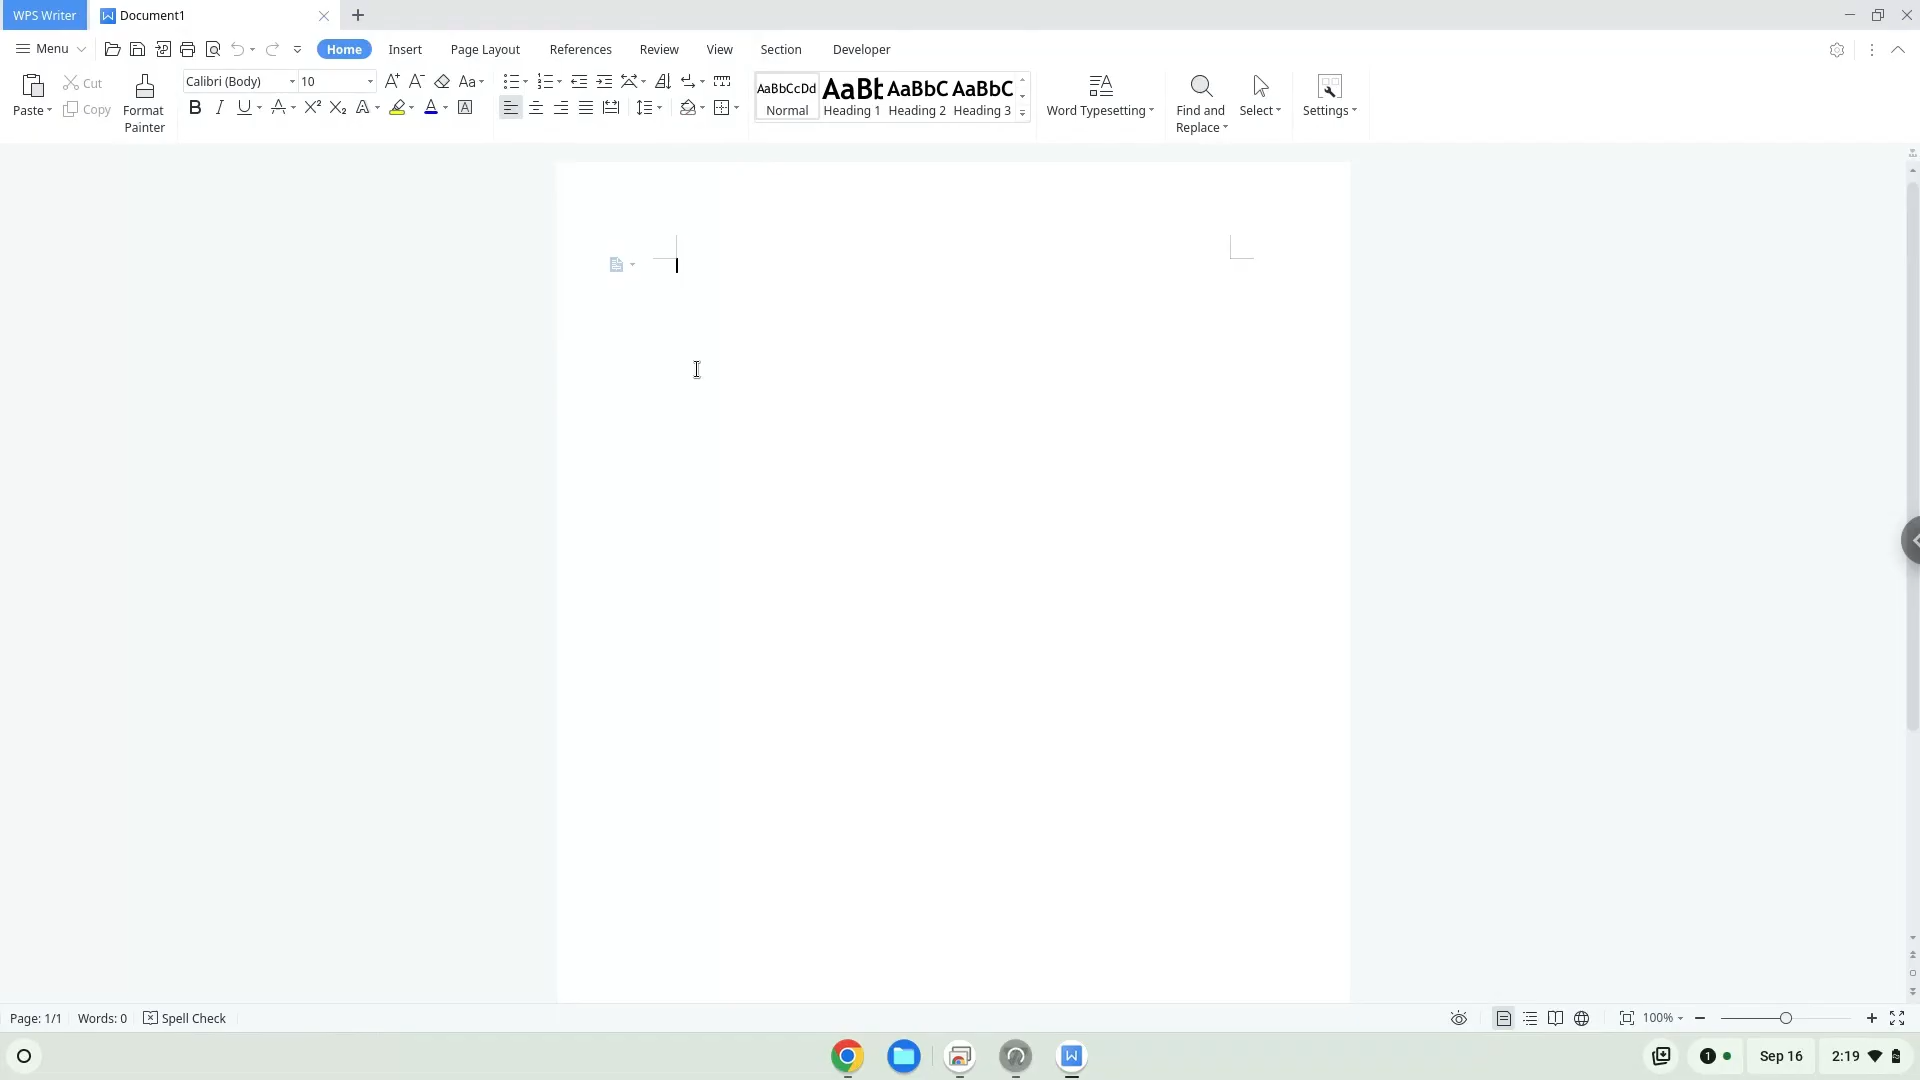 WPS Writer Document1
Menu Home Insert Page Layout References Review View Section Developer
Paste Cut Copy Format Painter
Calibri (Body) 10
AaBbCcDd AaBt AaBbC AaBbC
Normal Heading 1 Heading 2 Heading 3
Word Typesetting Find and Replace Select Settings
Page: 1/1 Words: 0 Spell Check 100%
1 Sep 16 2:19